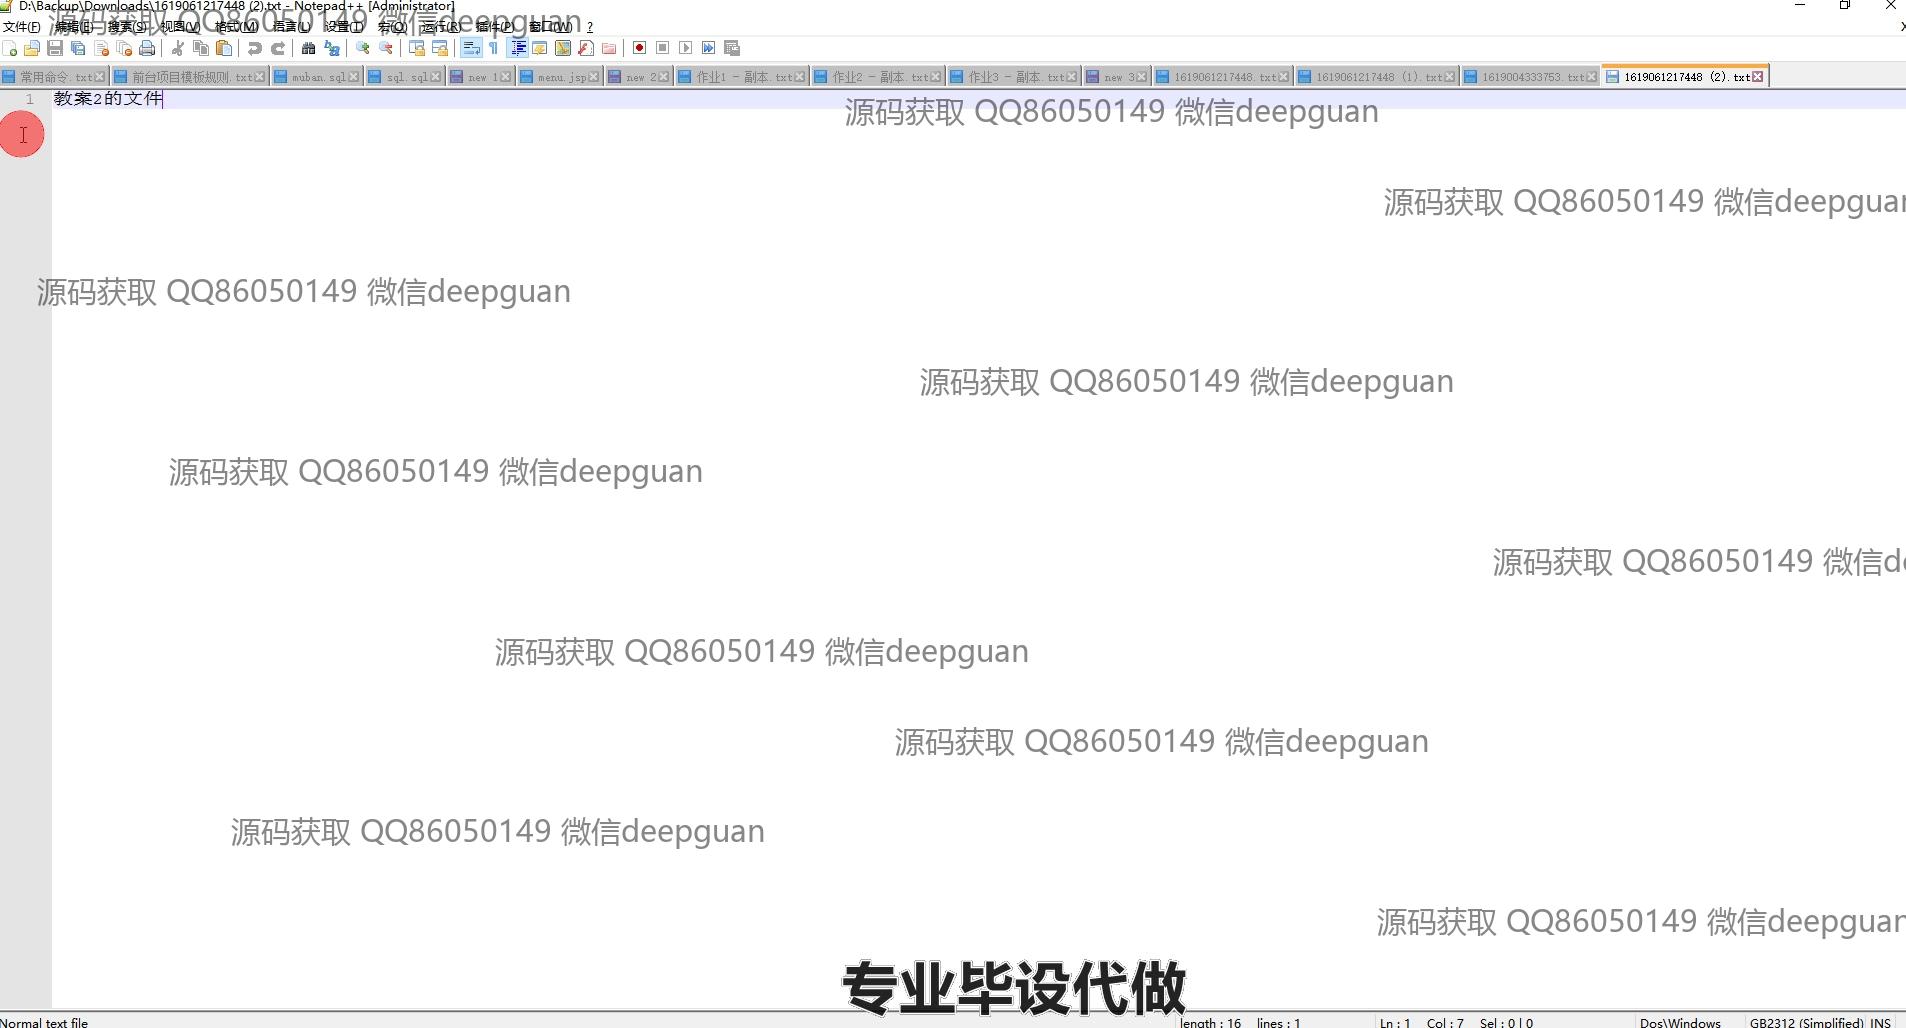 D:\Backup\Downloads\1619061217448 (2).txt - Notepad++ [Administrator]
源码获取 QQ86050149 微信deepguan
文件(F) 编辑(E) 搜索(S) 视图(V) 格式(M) 语言(L) 设置(T) 宏(O) 运行(R) 插件(P) 窗口(W) ?
常用命令.txt 前台项目模板规则.txt muban.sql sql.sql new 1 menu.jsp new 2 作业1 - 副本.txt 作业2 - 副本.txt 作业3 - 副本.txt new 3 1619061217448.txt 1619061217448 (1).txt 1619004333753.txt 1619061217448 (2).txt
1 教案2的文件
源码获取 QQ86050149 微信deepguan
源码获取 QQ86050149 微信deepguan
源码获取 QQ86050149 微信deepguan
源码获取 QQ86050149 微信deepguan
源码获取 QQ86050149 微信deepguan
源码获取 QQ86050149 微信de
源码获取 QQ86050149 微信deepguan
源码获取 QQ86050149 微信deepguan
源码获取 QQ86050149 微信deepguan
源码获取 QQ86050149 微信deepguan
专业毕设代做
Normal text file length : 16 lines : 1 Ln : 1 Col : 7 Sel : 0 | 0 Dos\Windows GB2312 (Simplified) INS